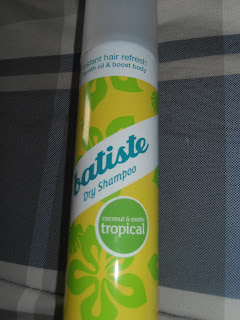 instant hair refresh
oil & boost body
batiste
Dry Shampoo
coconut & exotic
tropical